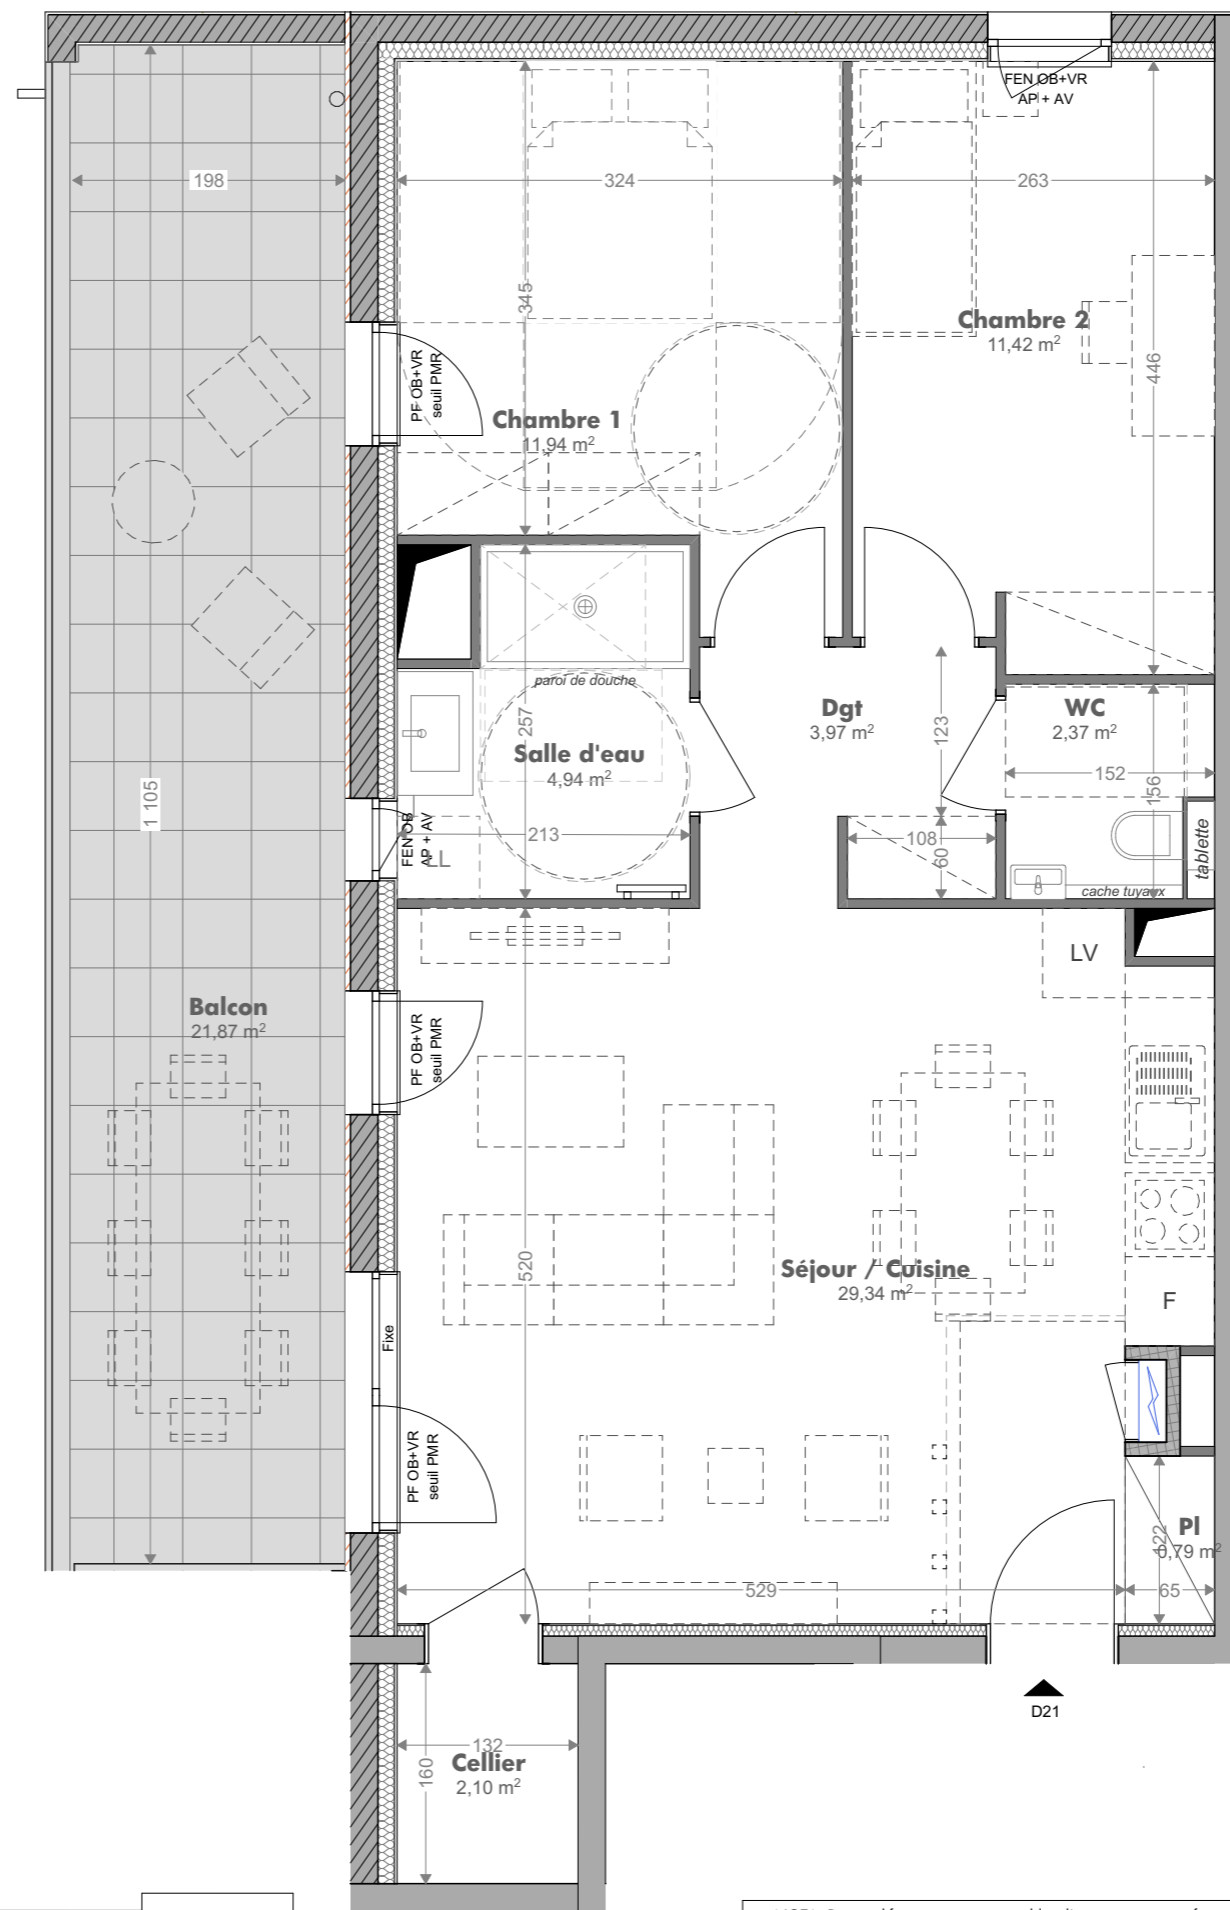 FEN OB+VR
AP + AV
198
324
263
345
446
Chambre 2
11,42 m²
PF OB+VR
seuil PMR
Chambre 1
11,94 m²
paroi de douche
257
Salle d'eau
4,94 m²
213
FEN OB
AP + AV
LL
Dgt
3,97 m²
123
108
60
WC
2,37 m²
152
156
tablette
cache tuyaux
1 105
Balcon
21,87 m²
LV
PF OB+VR
seuil PMR
520
Séjour / Cuisine
29,34 m²
F
Fixe
PF OB+VR
seuil PMR
122
Pl
0,79 m²
529
65
D21
132
160
Cellier
2,10 m²